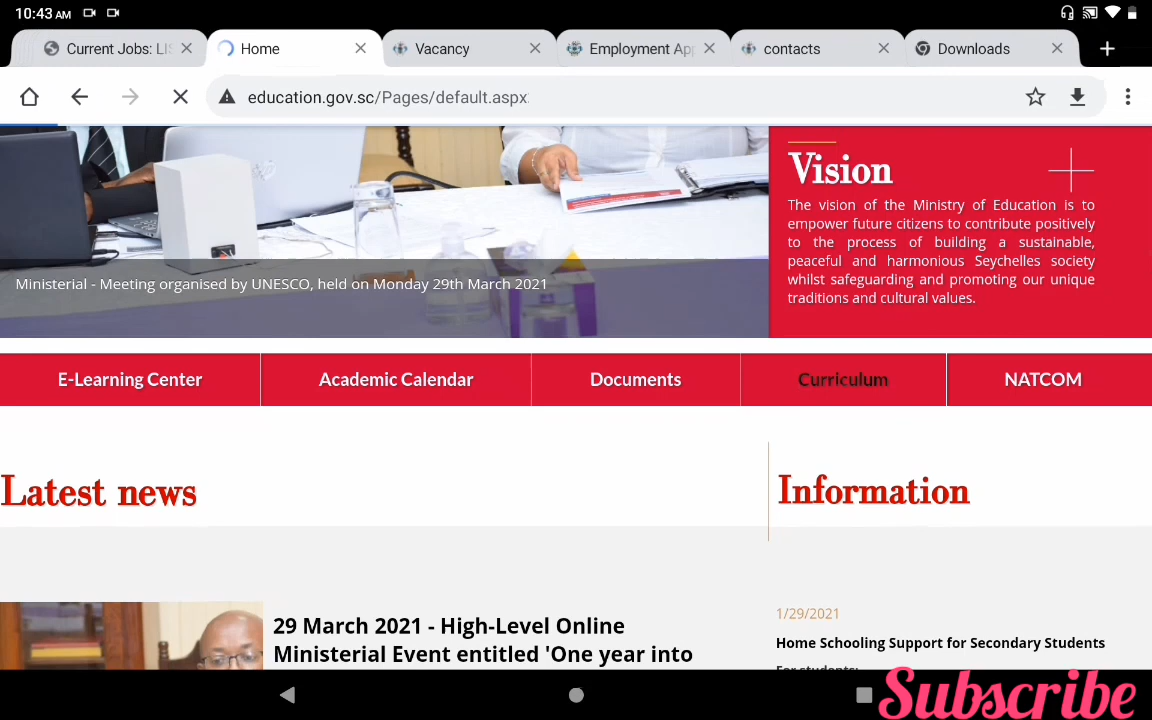 10:43 AM
Current Jobs: LIS
Home
Vacancy
Employment App
contacts
Downloads
education.gov.sc/Pages/default.aspx
Vision
The vision of the Ministry of Education is to
empower future citizens to contribute positively
to the process of building a sustainable,
peaceful and harmonious Seychelles society
whilst safeguarding and promoting our unique
traditions and cultural values.
Ministerial - Meeting organised by UNESCO, held on Monday 29th March 2021
E-Learning Center
Academic Calendar
Documents
Curriculum
NATCOM
Latest news
Information
29 March 2021 - High-Level Online
Ministerial Event entitled 'One year into
1/29/2021
Home Schooling Support for Secondary Students
For students:
Subscribe